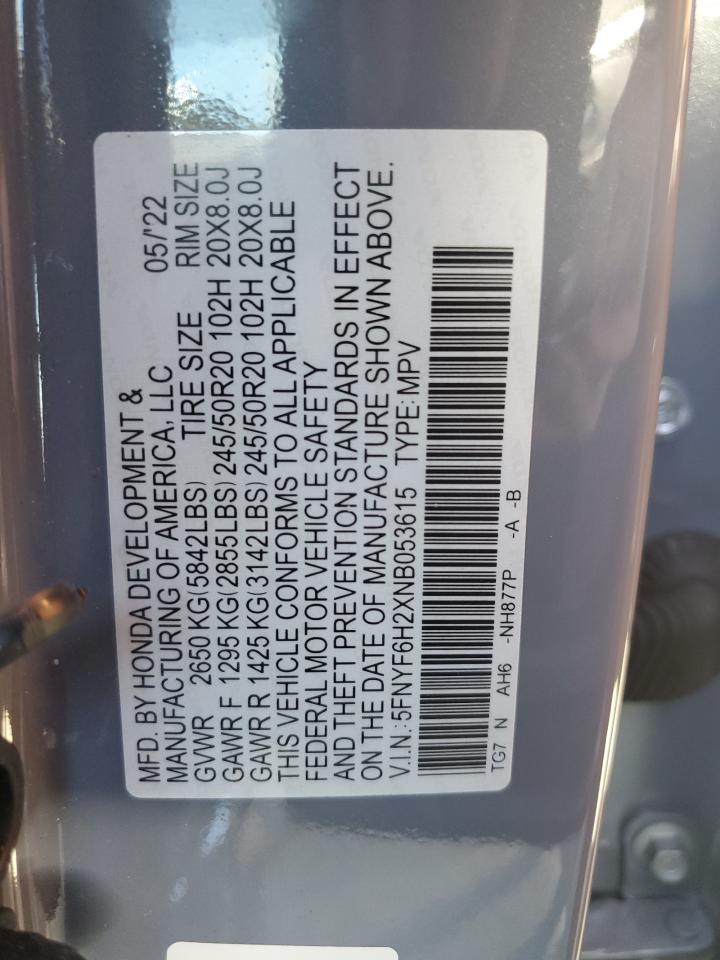 MFD. BY HONDA DEVELOPMENT & 05/'22
MANUFACTURING OF AMERICA, LLC RIM SIZE
GVWR 2650 KG(5842LBS) TIRE SIZE
GAWR F 1295 KG(2855LBS) 245/50R20 102H 20X8.0J
GAWR R 1425 KG(3142LBS) 245/50R20 102H 20X8.0J
THIS VEHICLE CONFORMS TO ALL APPLICABLE
FEDERAL MOTOR VEHICLE SAFETY
AND THEFT PREVENTION STANDARDS IN EFFECT
ON THE DATE OF MANUFACTURE SHOWN ABOVE.
V.I.N.: 5FNYF6H2XNB053615 TYPE: MPV
TG7 N AH6 -NH877P -A -B